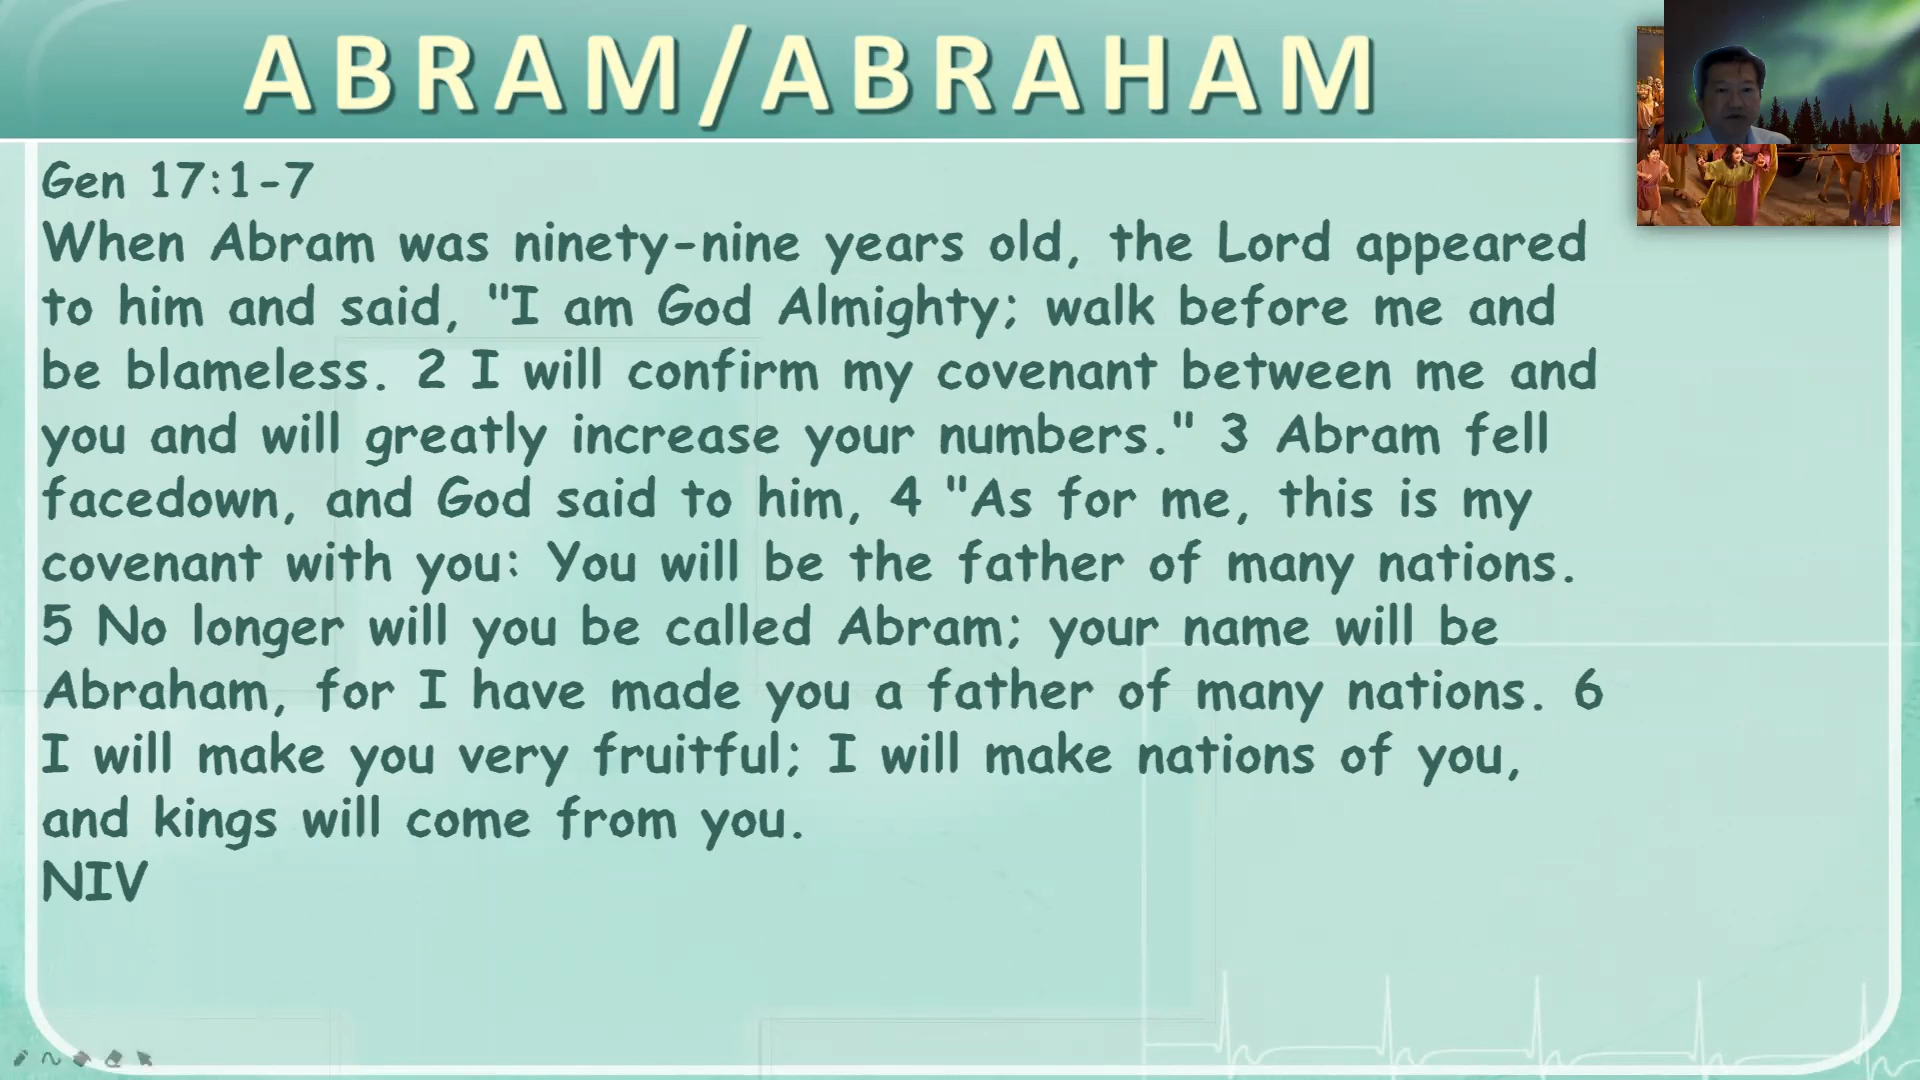 ABRAM/ABRAHAM
Gen 17:1-7
When Abram was ninety-nine years old, the Lord appeared
to him and said, "I am God Almighty; walk before me and
be blameless. 2 I will confirm my covenant between me and
you and will greatly increase your numbers." 3 Abram fell
facedown, and God said to him, 4 "As for me, this is my
covenant with you: You will be the father of many nations.
5 No longer will you be called Abram; your name will be
Abraham, for I have made you a father of many nations. 6
I will make you very fruitful; I will make nations of you,
and kings will come from you.
NIV